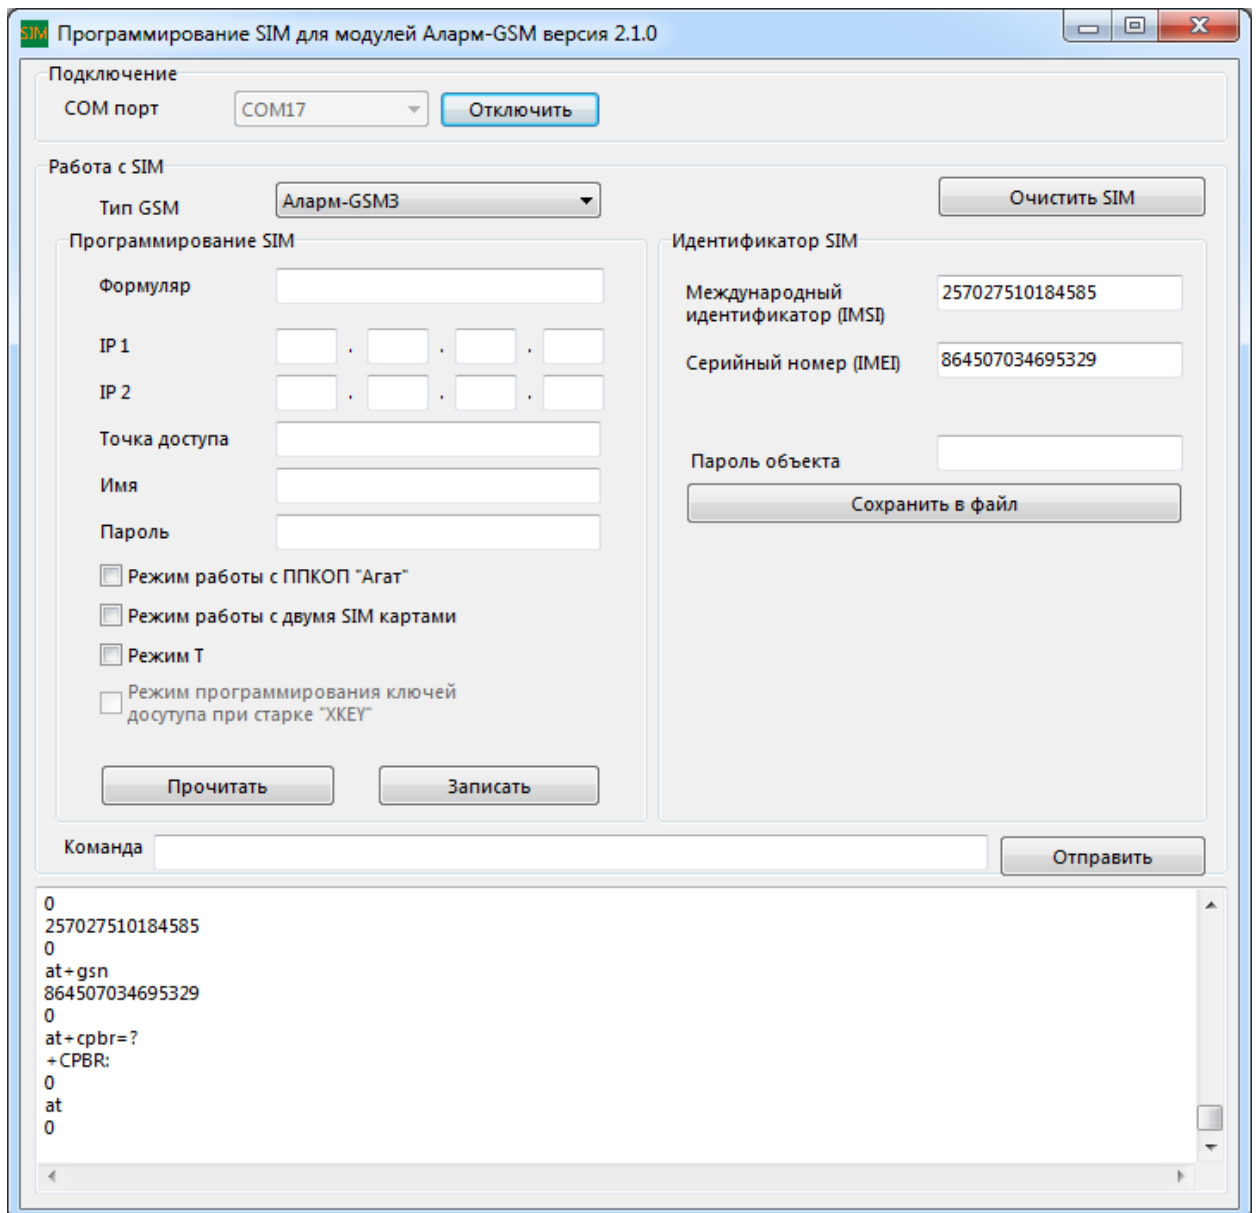 SIM Программирование SIM для модулей Аларм-GSM версия 2.1.0
Подключение
COM порт COM17 Отключить
Работа с SIM
Тип GSM Аларм-GSM3 Очистить SIM
Программирование SIM
Формуляр
IP 1 . . .
IP 2 . . .
Точка доступа
Имя
Пароль
Режим работы с ППКОП "Агат"
Режим работы с двумя SIM картами
Режим Т
Режим программирования ключей
досутупа при старке "XKEY"
Прочитать Записать
Идентификатор SIM
Международный
идентификатор (IMSI) 257027510184585
Серийный номер (IMEI) 864507034695329
Пароль объекта
Сохранить в файл
Команда Отправить
0
257027510184585
0
at+gsn
864507034695329
0
at+cpbr=?
+CPBR:
0
at
0